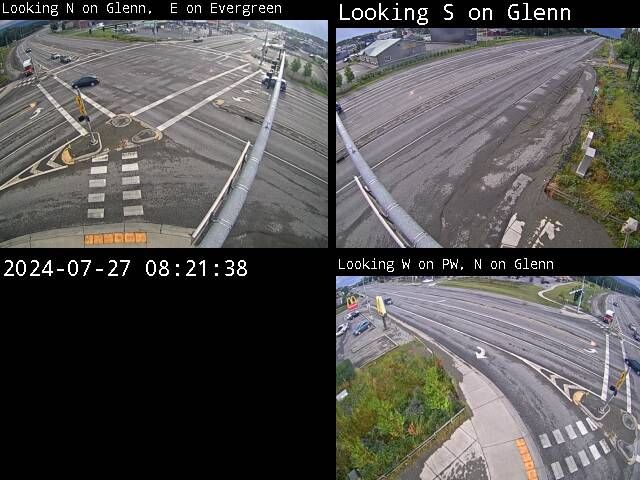 Looking N on Glenn,  E on Evergreen
Looking S on Glenn
2024-07-27 08:21:38
Looking W on PW, N on Glenn